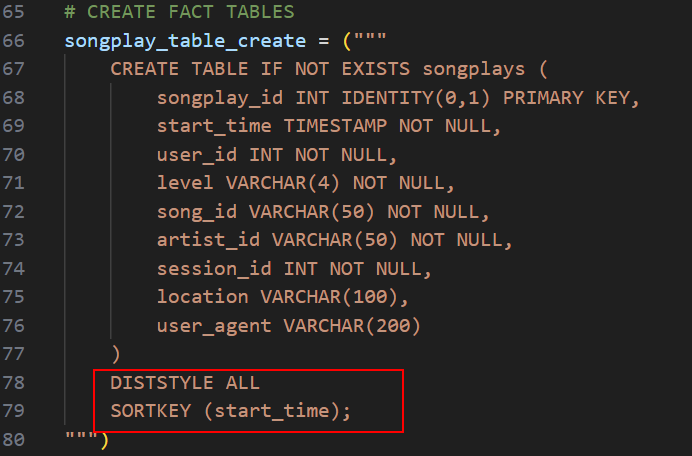 65 # CREATE FACT TABLES
66 songplay_table_create = ("""
67 CREATE TABLE IF NOT EXISTS songplays (
68 songplay_id INT IDENTITY(0,1) PRIMARY KEY,
69 start_time TIMESTAMP NOT NULL,
70 user_id INT NOT NULL,
71 level VARCHAR(4) NOT NULL,
72 song_id VARCHAR(50) NOT NULL,
73 artist_id VARCHAR(50) NOT NULL,
74 session_id INT NOT NULL,
75 location VARCHAR(100),
76 user_agent VARCHAR(200)
77 )
78 DISTSTYLE ALL
79 SORTKEY (start_time);
80 """)